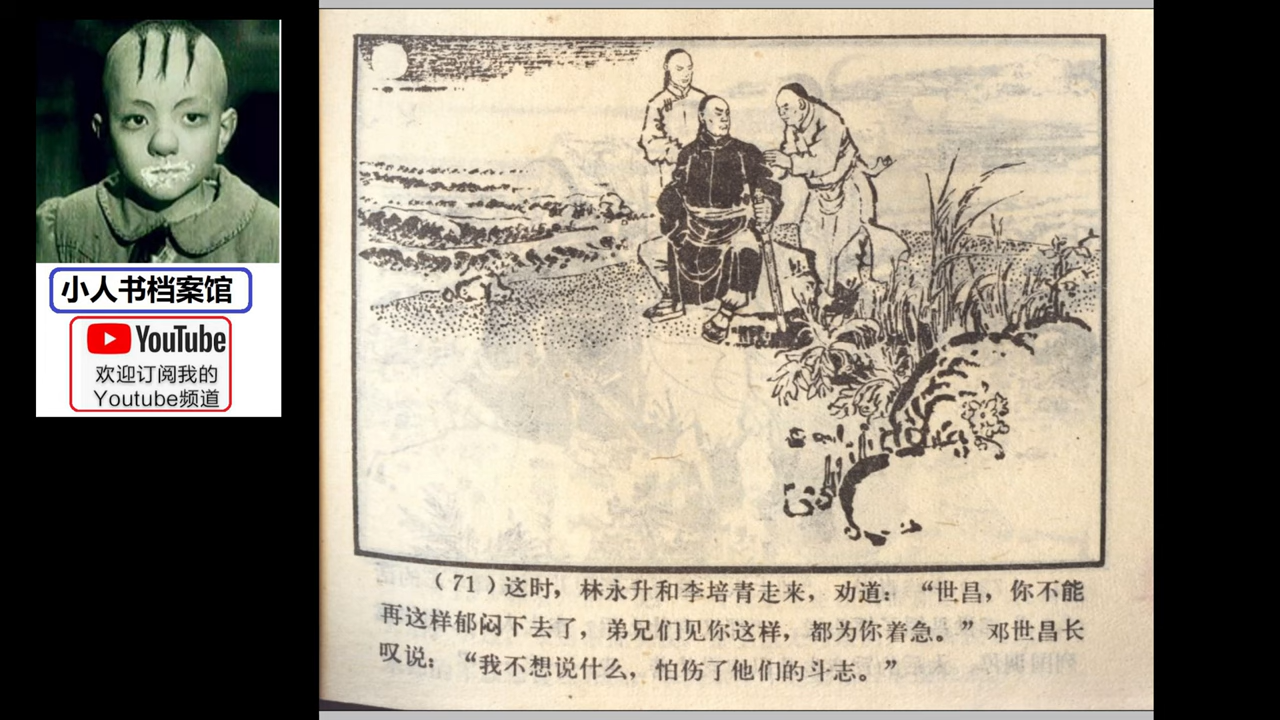 小人书档案馆
YouTube
欢迎订阅我的
Youtube频道
（71）这时，林永升和李培青走来，劝道：“世昌，你不能
再这样郁闷下去了，弟兄们见你这样，都为你着急。”邓世昌长
叹说：“我不想说什么，怕伤了他们的斗志。”